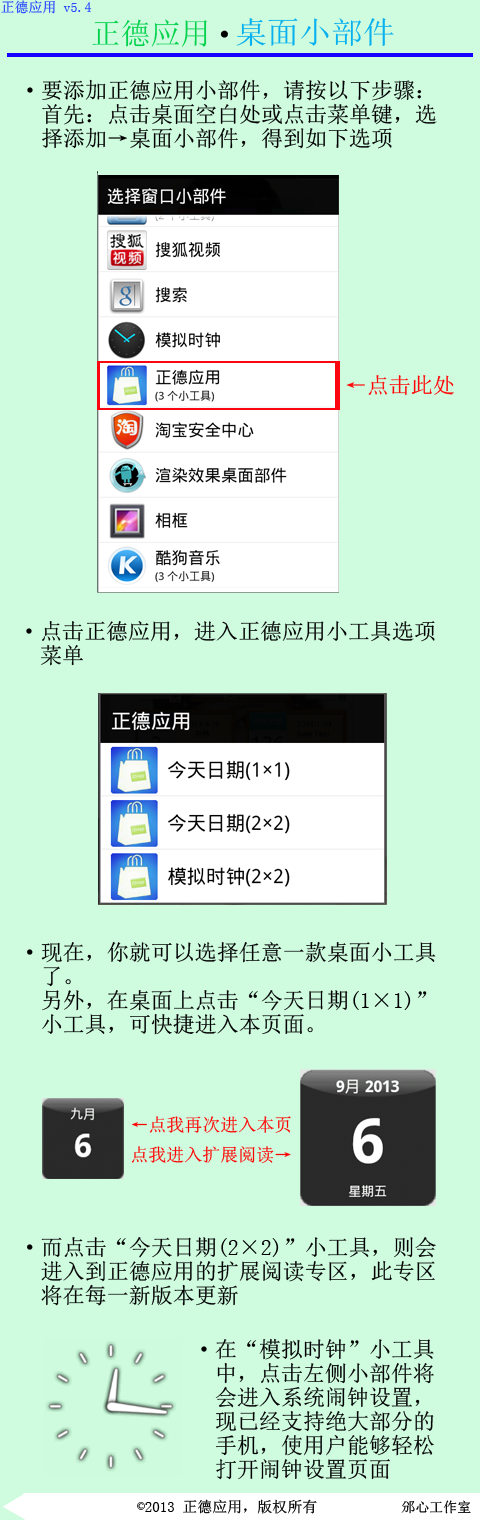 正德应用 v5.4
正德应用•桌面小部件
•要添加正德应用小部件，请按以下步骤：
首先：点击桌面空白处或点击菜单键，选
择添加→桌面小部件，得到如下选项
选择窗口小部件
搜狐
视频
搜狐视频
搜索
模拟时钟
正德应用
(3 个小工具)
←点击此处
淘
淘宝安全中心
渲染效果桌面部件
相框
K
酷狗音乐
(3 个小工具)
•点击正德应用，进入正德应用小工具选项
菜单
正德应用
今天日期(1×1)
今天日期(2×2)
模拟时钟(2×2)
•现在，你就可以选择任意一款桌面小工具
了。
另外，在桌面上点击“今天日期(1×1)”
小工具，可快捷进入本页面。
九月
6
←点我再次进入本页
点我进入扩展阅读→
9月 2013
6
星期五
•而点击“今天日期(2×2)”小工具，则会
进入到正德应用的扩展阅读专区，此专区
将在每一新版本更新
•在“模拟时钟”小工具
中，点击左侧小部件将
会进入系统闹钟设置，
现已经支持绝大部分的
手机，使用户能够轻松
打开闹钟设置页面
©2013 正德应用，版权所有
邠心工作室